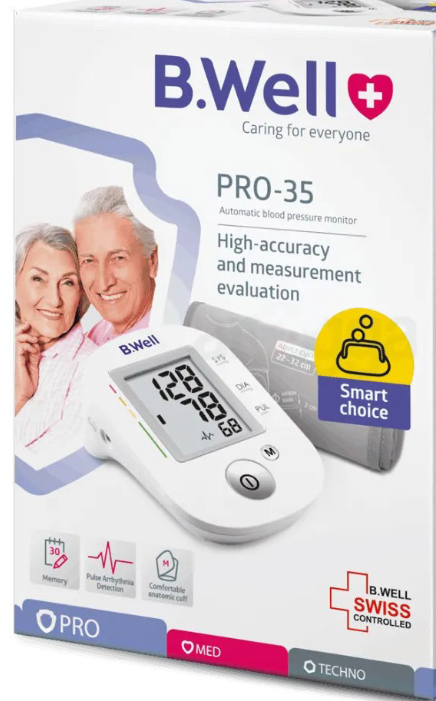 B.Well
Caring for everyone
PRO-35
Automatic blood pressure monitor
High-accuracy
and measurement
evaluation
B.Well
SYS
DIA
PUL
128
78
68
M
ADULT CUFF
22-32 cm
Smart
choice
30
Memory
Pulse Arrhythmia
Detection
M
Comfortable
anatomic cuff
B.WELL
SWISS
CONTROLLED
PRO
MED
TECHNO